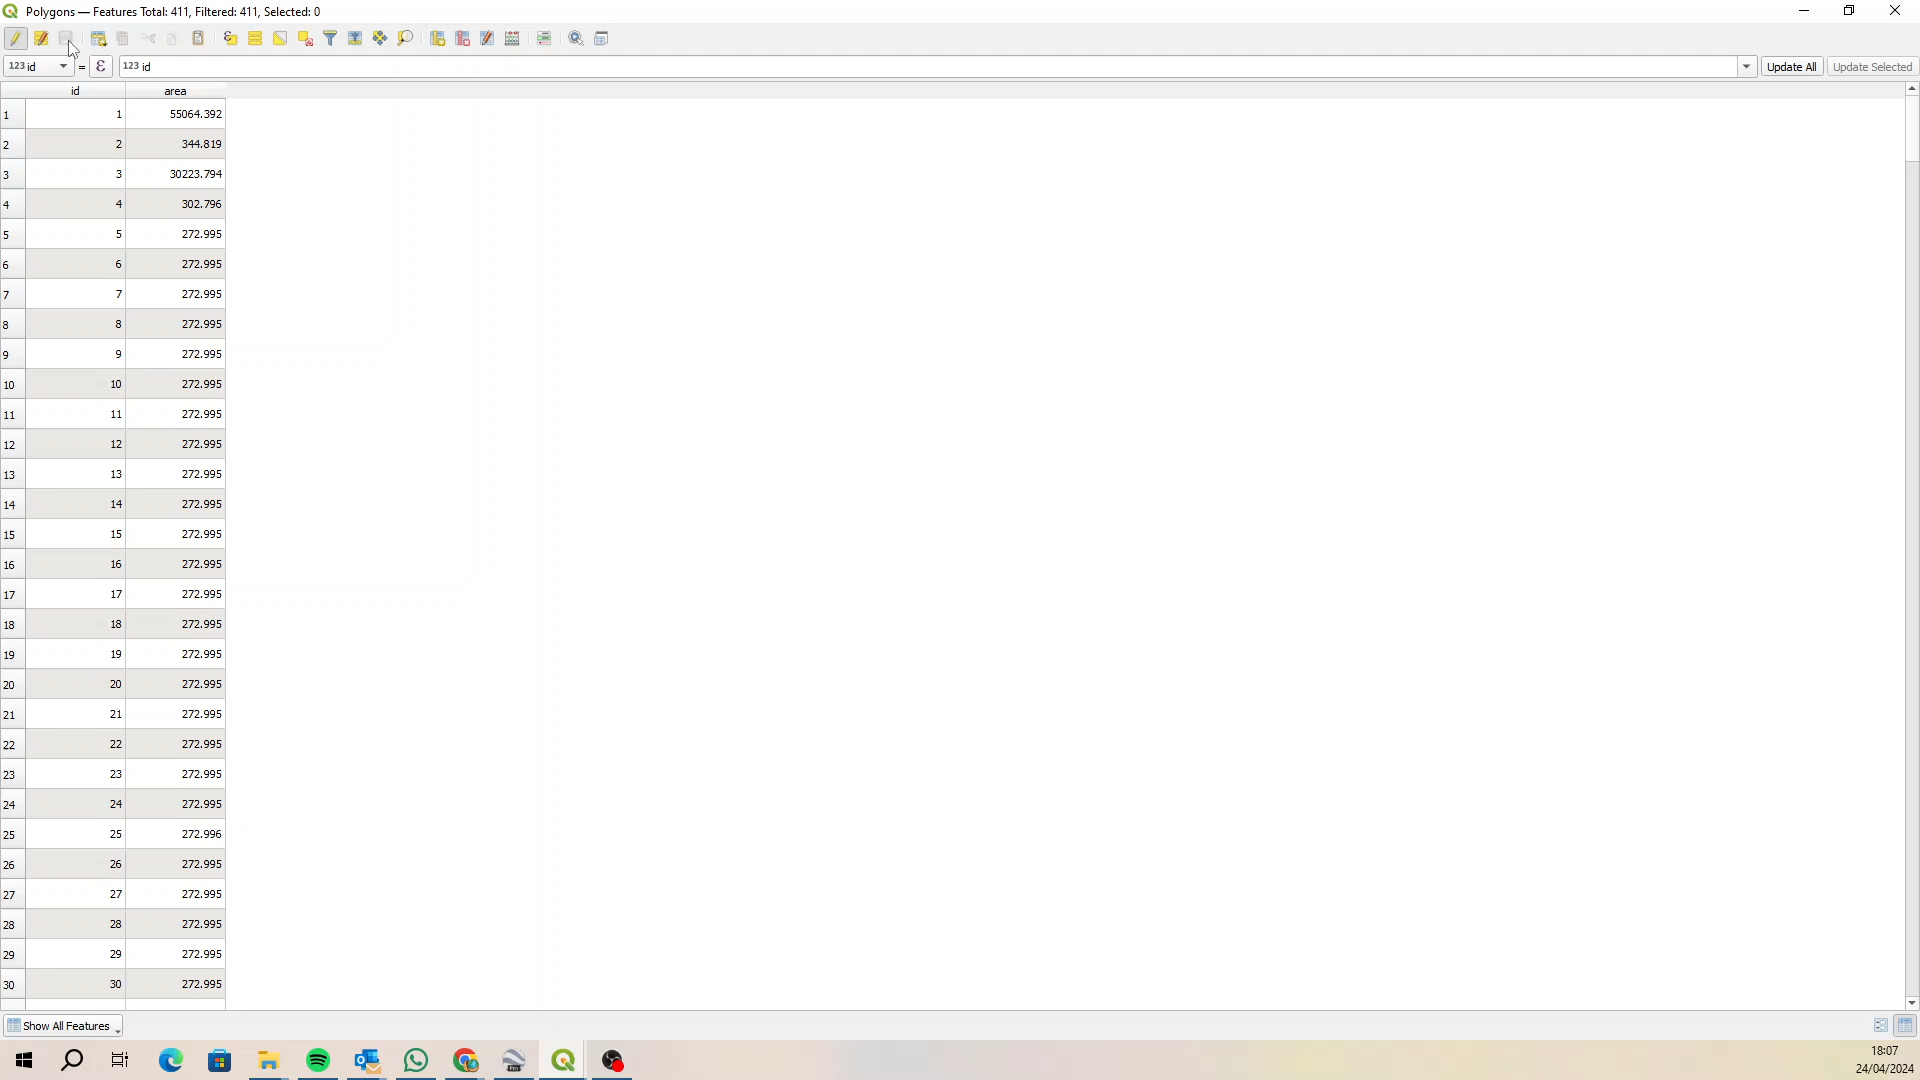 Polygons — Features Total: 411, Filtered: 411, Selected: 0
123 id = ε 123 id Update All Update Selected
id area
1 1 55064.392
2 2 344.819
3 3 30223.794
4 4 302.796
5 5 272.995
6 6 272.995
7 7 272.995
8 8 272.995
9 9 272.995
10 10 272.995
11 11 272.995
12 12 272.995
13 13 272.995
14 14 272.995
15 15 272.995
16 16 272.995
17 17 272.995
18 18 272.995
19 19 272.995
20 20 272.995
21 21 272.995
22 22 272.995
23 23 272.995
24 24 272.995
25 25 272.996
26 26 272.995
27 27 272.995
28 28 272.995
29 29 272.995
30 30 272.995
Show All Features
Pro
18:07
24/04/2024